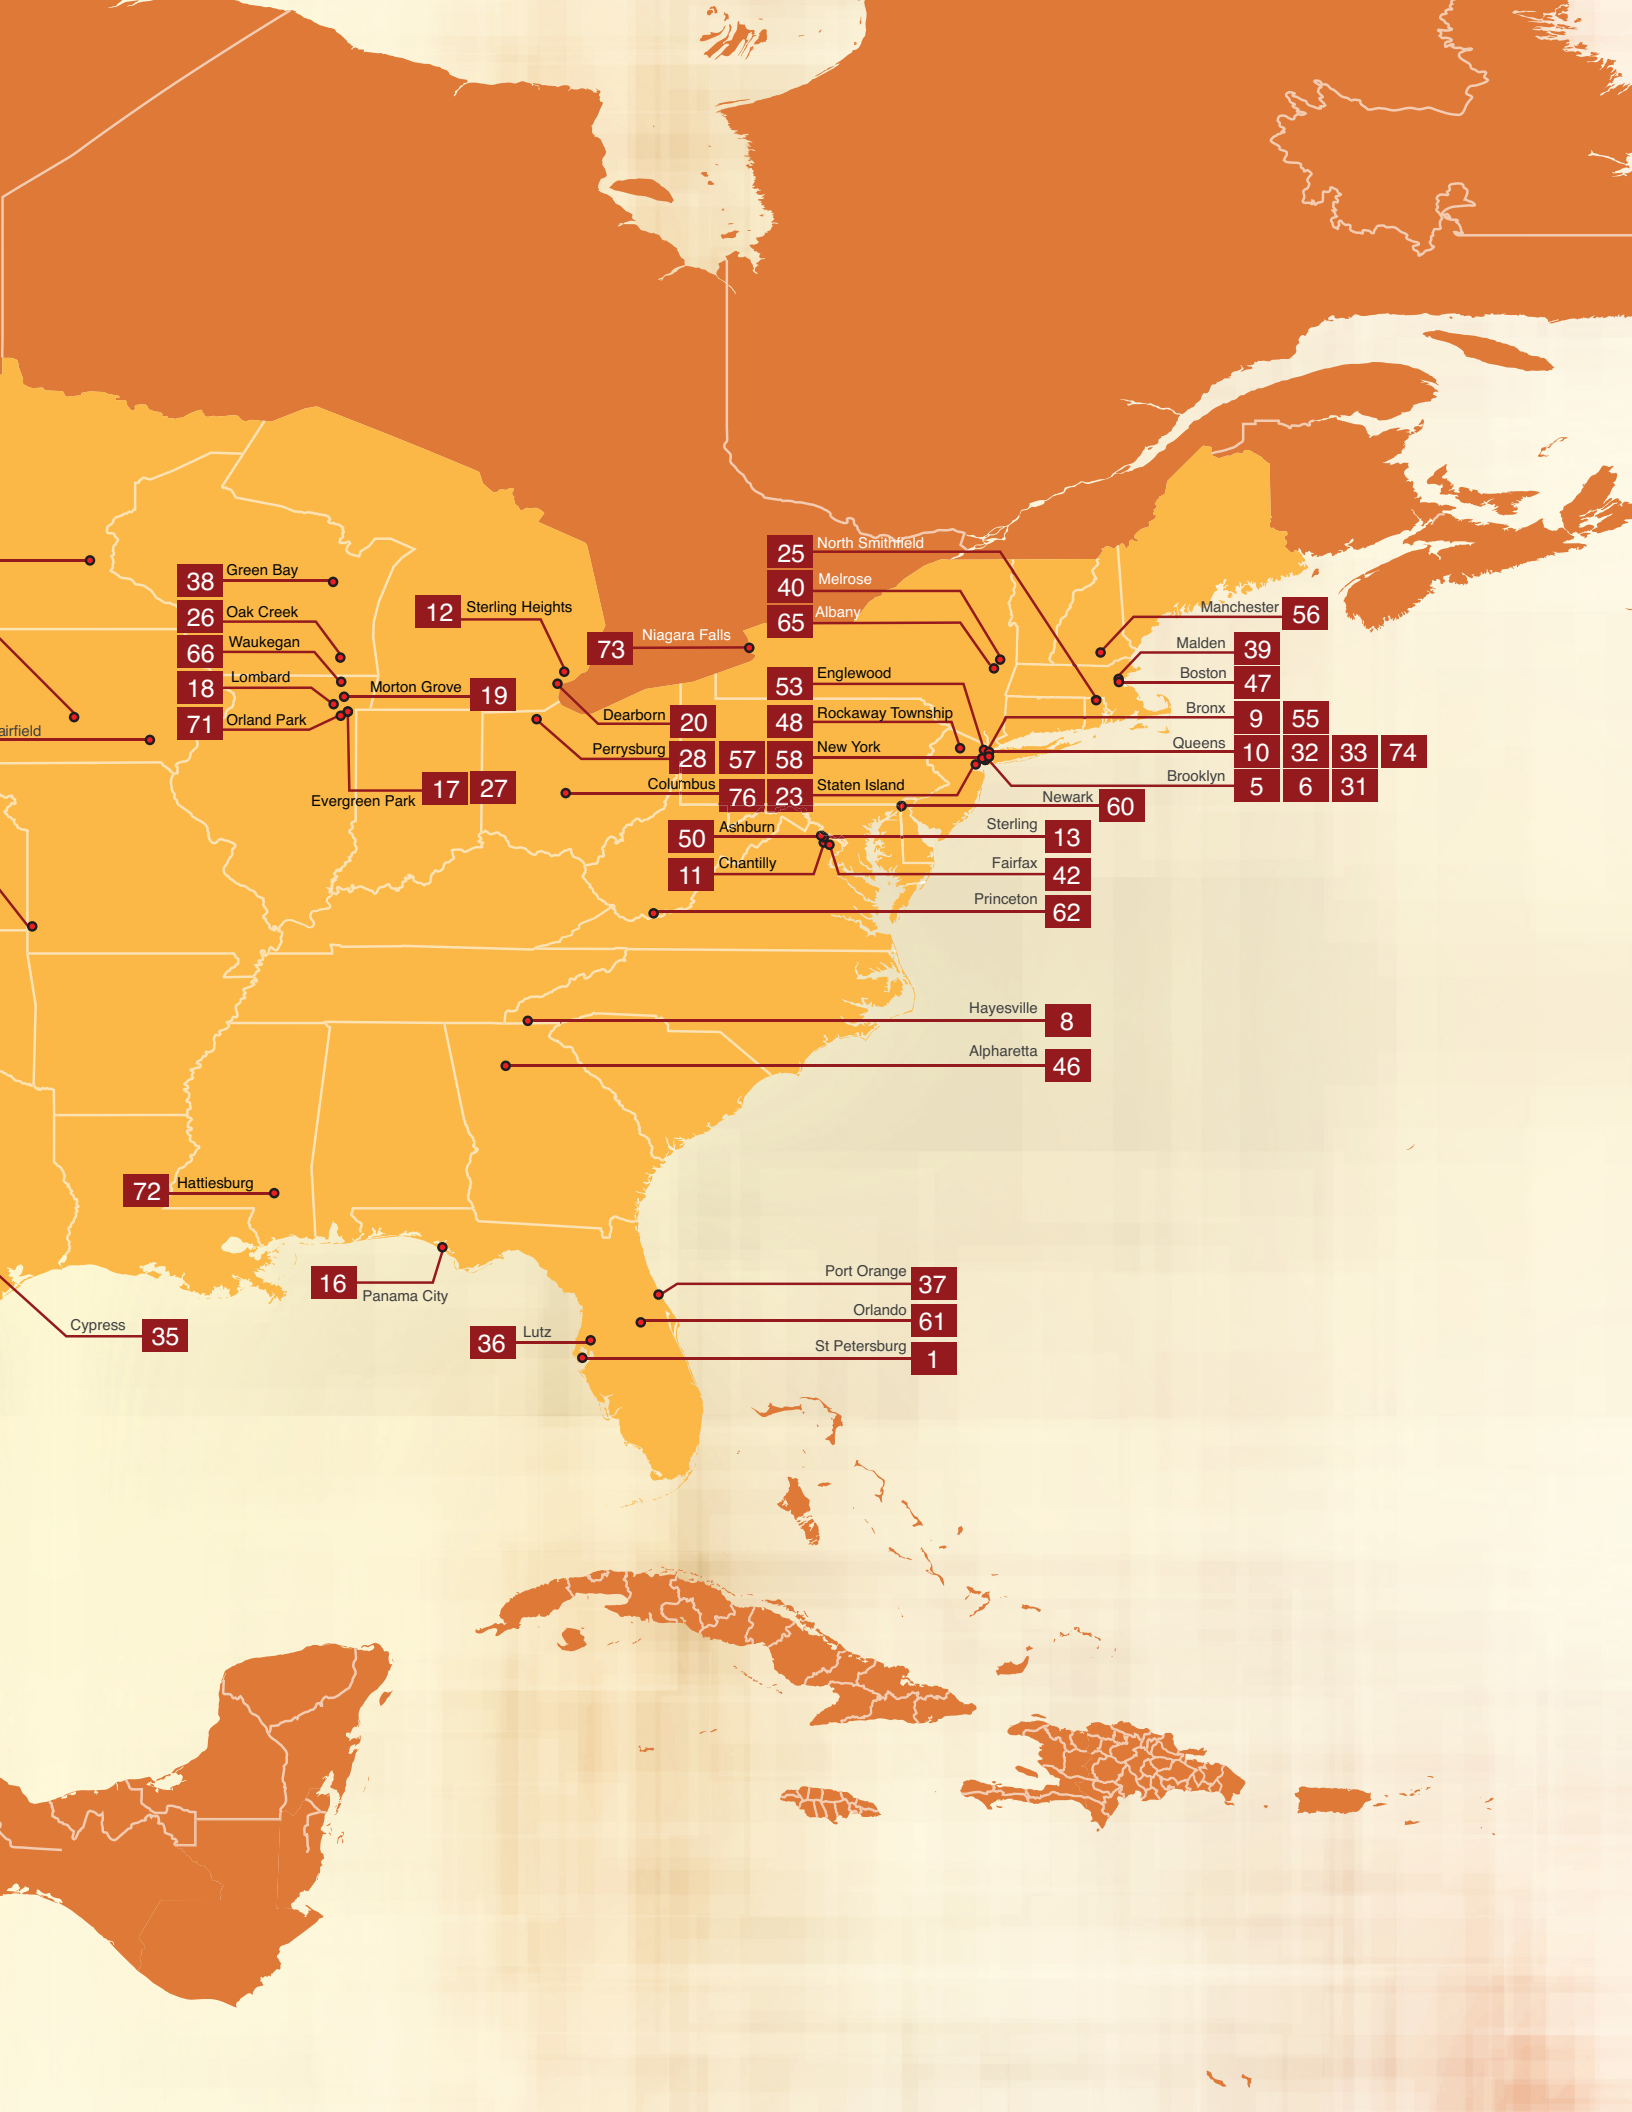 25 North Smithfield
40 Melrose
65 Albany
38 Green Bay
26 Oak Creek
66 Waukegan
18 Lombard
71 Orland Park
12 Sterling Heights
73 Niagara Falls
Morton Grove 19
Manchester 56
Malden 39
Boston 47
53 Englewood
48 Rockaway Township
58 New York
23 Staten Island
Dearborn 20
Perrysburg 28 57
Columbus 76
Bronx 9 55
Queens 10 32 33 74
Brooklyn 5 6 31
airfield
Evergreen Park 17 27
Newark 60
50 Ashburn
Sterling 13
11 Chantilly
Fairfax 42
Princeton 62
Hayesville 8
Alpharetta 46
72 Hattiesburg
16 Panama City
Port Orange 37
Orlando 61
Cypress 35
36 Lutz
St Petersburg 1